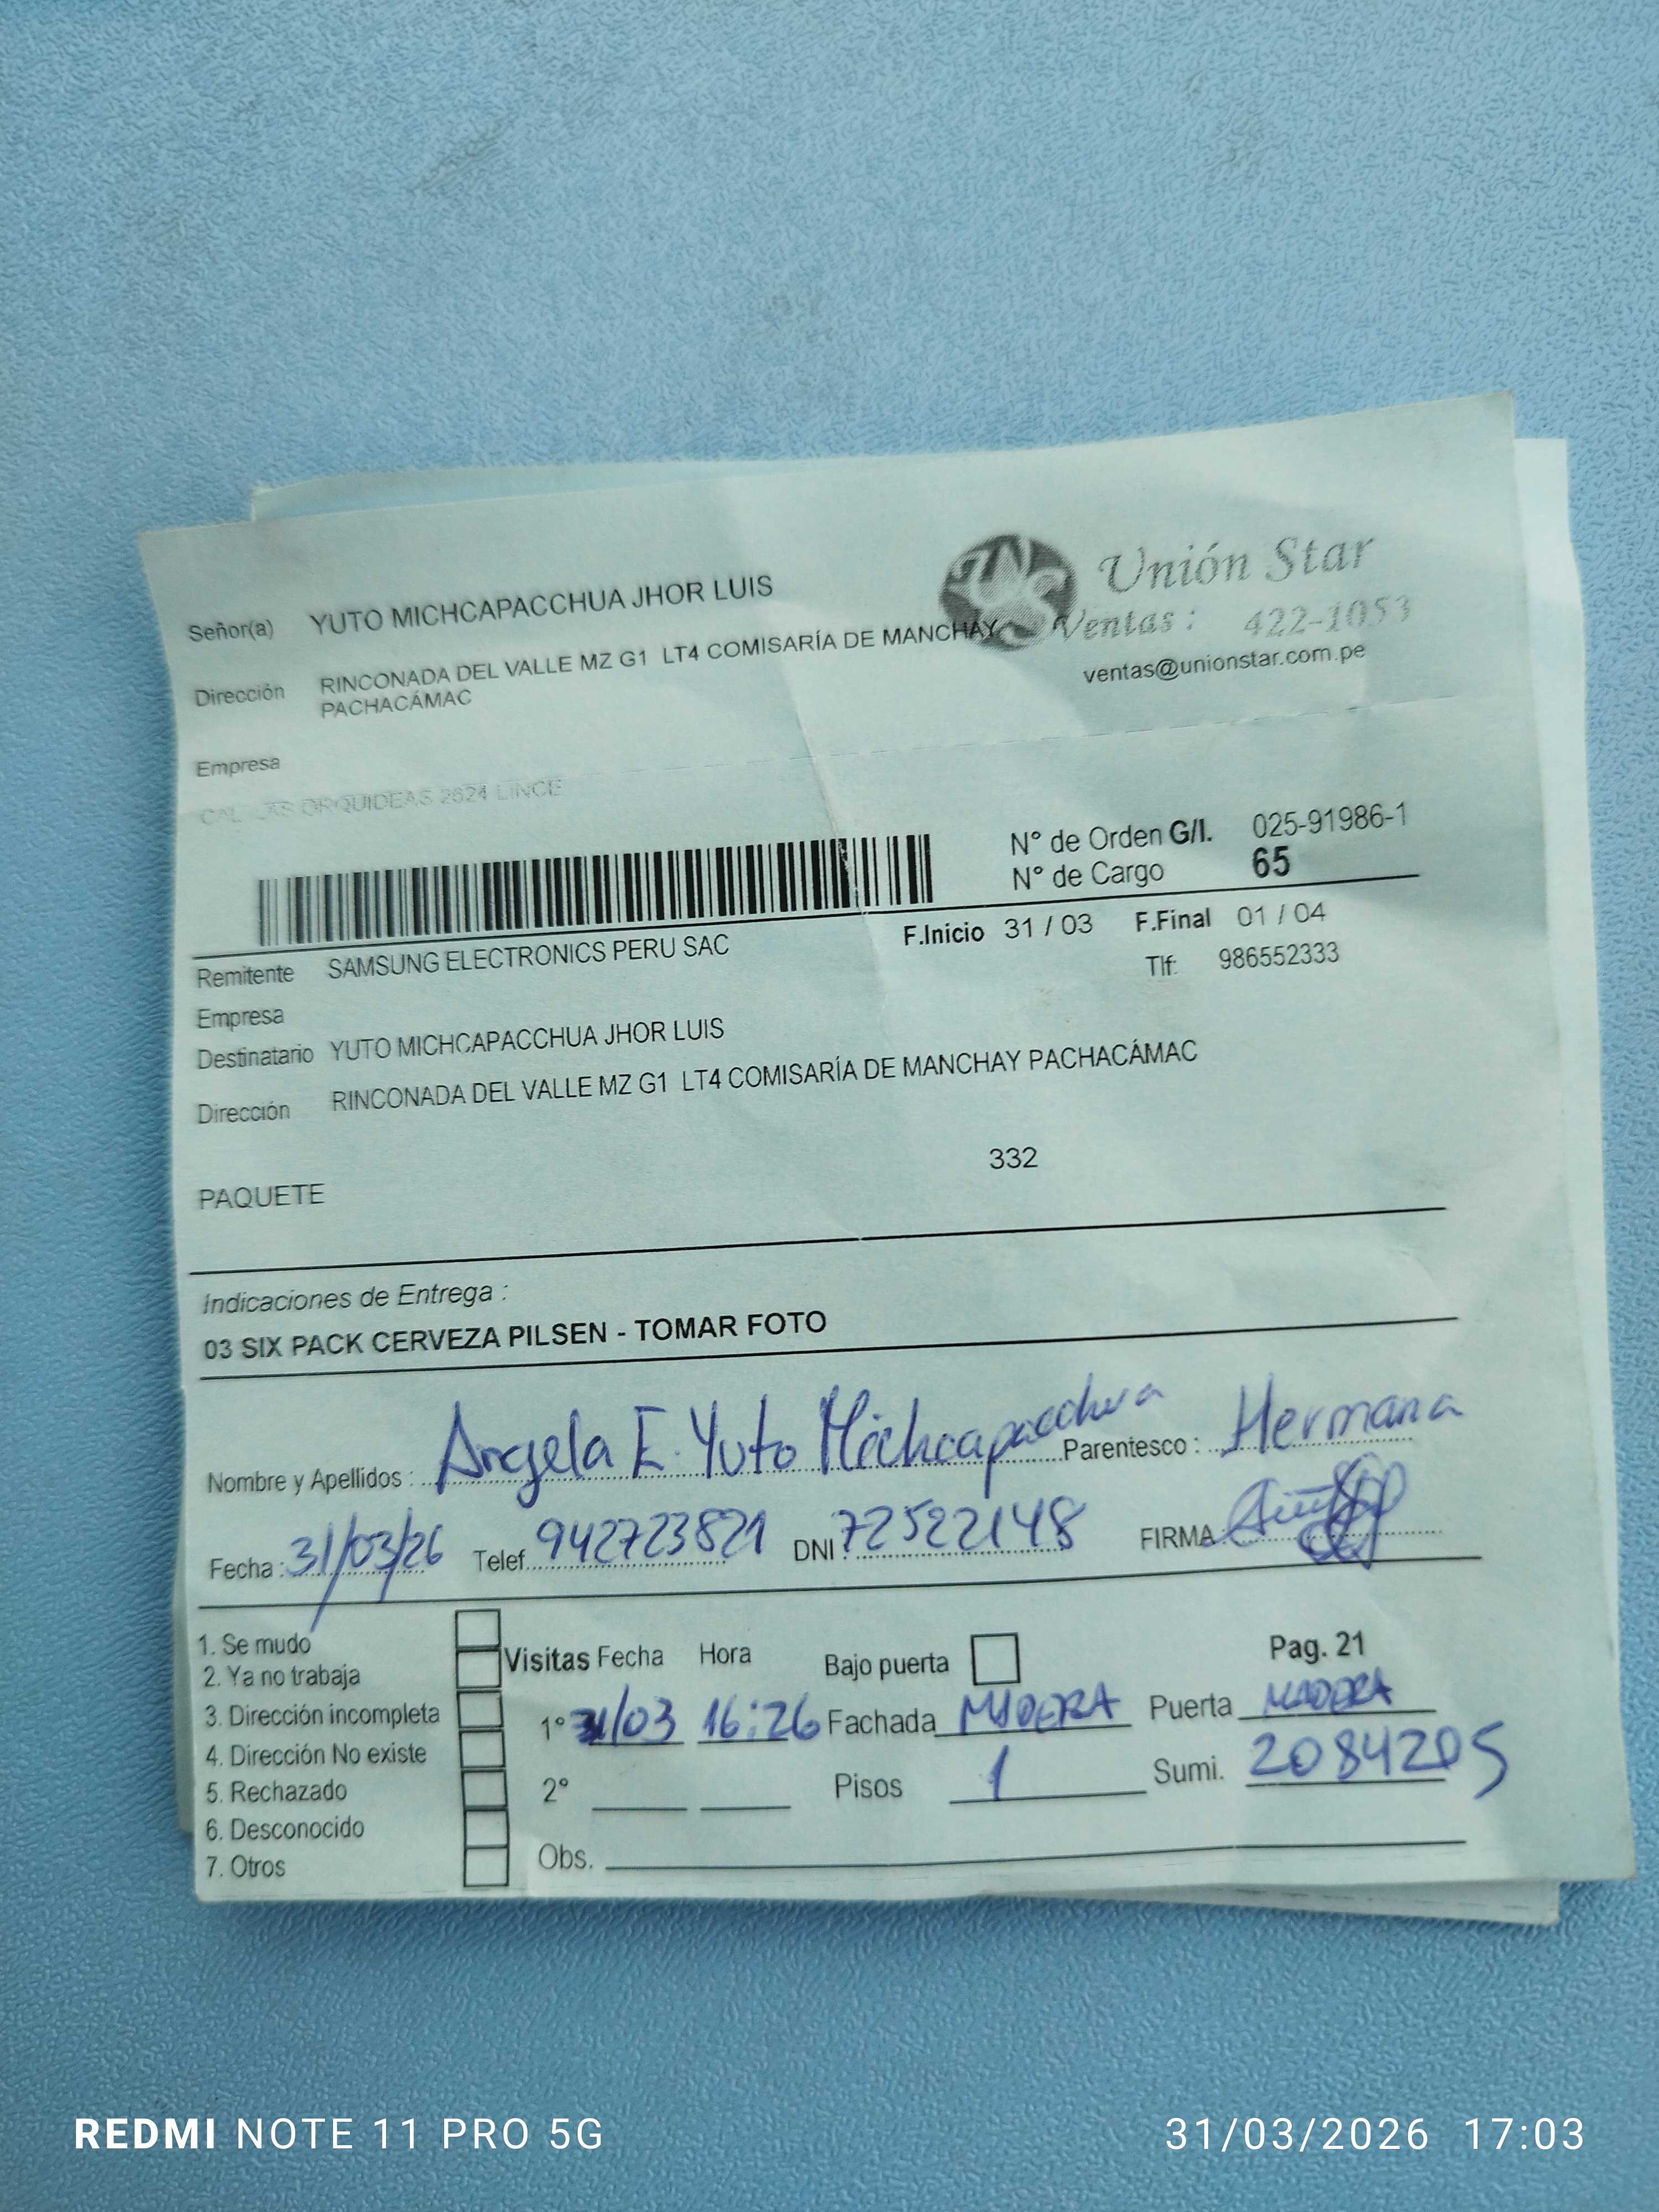 Señor(a) YUTO MICHCAPACCHUA JHOR LUIS
Unión Star
Ventas : 422-1053
ventas@unionstar.com.pe
Dirección RINCONADA DEL VALLE MZ G1 LT4 COMISARÍA DE MANCHAY
PACHACÁMAC
Empresa
ORQUIDEAS 2624 LINCE
N° de Orden G/I. 025-91986-1
N° de Cargo 65
F.Inicio 31 / 03 F.Final 01 / 04
Remitente SAMSUNG ELECTRONICS PERU SAC
Tlf: 986552333
Empresa
Destinatario YUTO MICHCAPACCHUA JHOR LUIS
Dirección RINCONADA DEL VALLE MZ G1 LT4 COMISARÍA DE MANCHAY PACHACÁMAC
332
PAQUETE
Indicaciones de Entrega :
03 SIX PACK CERVEZA PILSEN - TOMAR FOTO
Nombre y Apellidos : Angela E. Yuto Michcapacchua Parentesco : Hermana
Fecha : 31/03/26 Telef. 942723821 DNI: 72522148 FIRMA
1. Se mudo
2. Ya no trabaja
3. Dirección incompleta
4. Dirección No existe
5. Rechazado
6. Desconocido
7. Otros
Visitas Fecha Hora Bajo puerta Pag. 21
1° 31/03 16:26 Fachada MADERA Puerta MADERA
2° Pisos 1 Sumi. 2084205
Obs.
REDMI NOTE 11 PRO 5G 31/03/2026 17:03